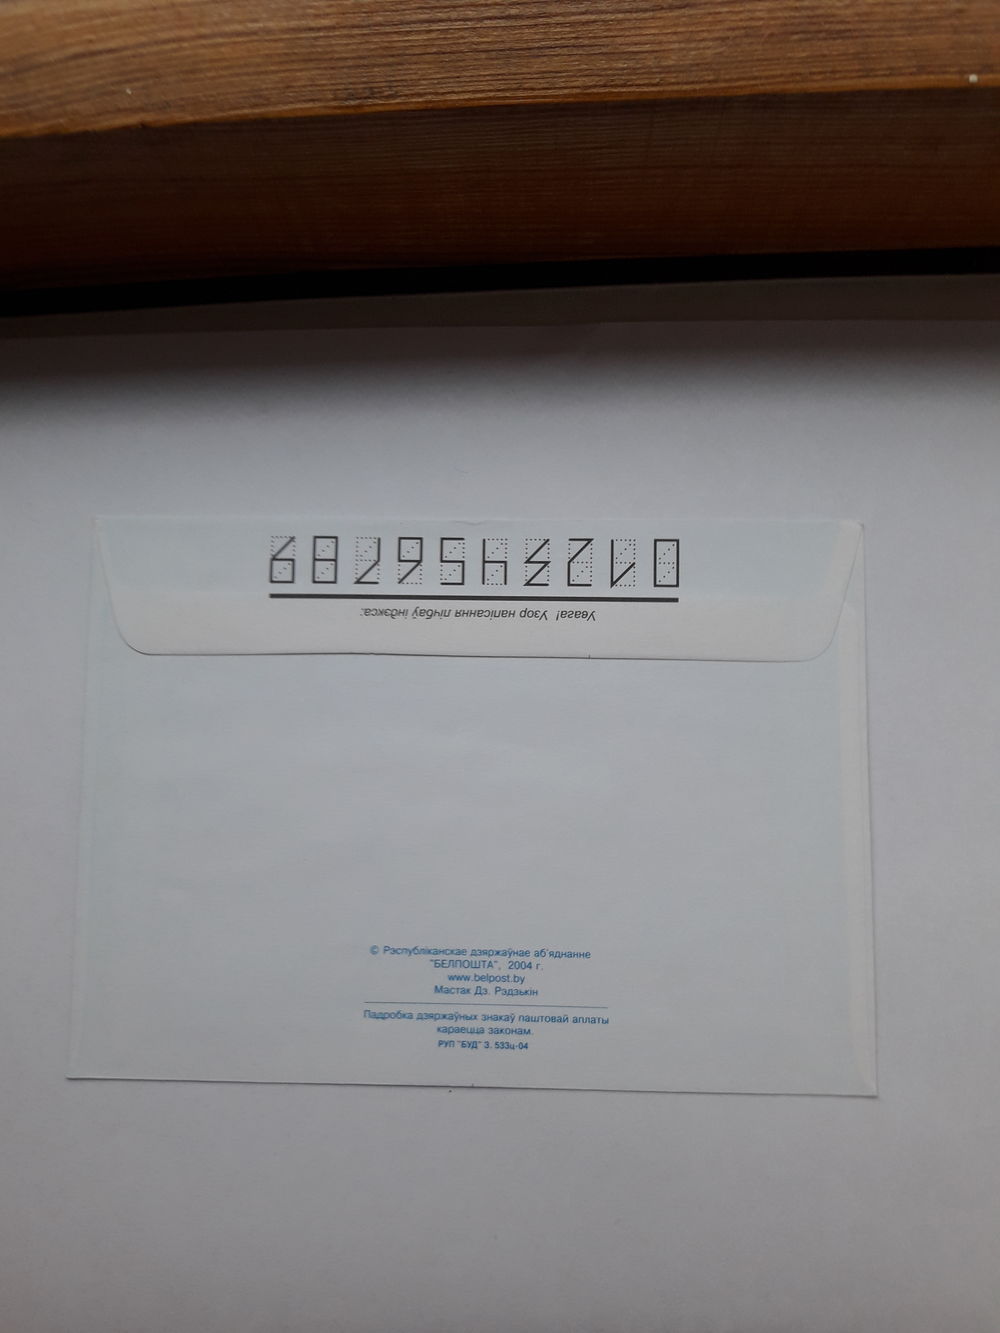 Увага! Узор напісання лічбаў індэкса:
0123456789
© Рэспубліканскае дзяржаўнае аб'яднанне
"БЕЛПОШТА", 2004 г.
www.belpost.by
Мастак Дз. Рэдзькін
Падробка дзяржаўных знакаў паштовай аплаты
караецца законам.
РУП "БУД" З. 533ц-04